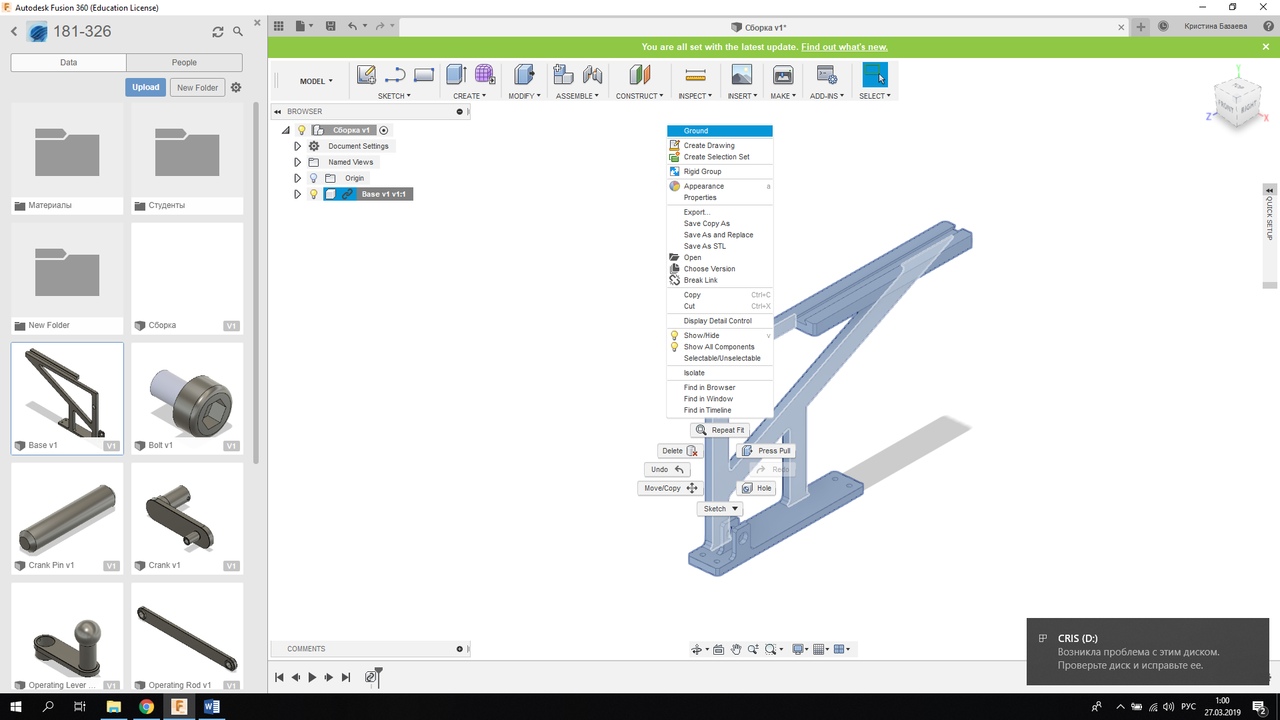 Autodesk Fusion 360 (Education License)
181-326
Data
People
Upload
New Folder
Материалы
Студенты
New Folder
Сборка
V1
Base v1
V1
Bolt v1
V1
Crank Pin v1
V1
Crank v1
V1
Operating Lever ...
V1
Operating Rod v1
V1
Сборка v1*
Кристина Базаева
You are all set with the latest update. Find out what's new.
MODEL
SKETCH
CREATE
MODIFY
ASSEMBLE
CONSTRUCT
INSPECT
INSERT
MAKE
ADD-INS
SELECT
BROWSER
Сборка v1
Document Settings
Named Views
Origin
Base v1 v1:1
Ground
Create Drawing
Create Selection Set
Rigid Group
Appearance a
Properties
Export...
Save Copy As
Save As and Replace
Save As STL
Open
Choose Version
Break Link
Copy Ctrl+C
Cut Ctrl+X
Display Detail Control
Show/Hide v
Show All Components
Selectable/Unselectable
Isolate
Find in Browser
Find in Window
Find in Timeline
Repeat Fit
Delete
Press Pull
Undo
Redo
Move/Copy
Hole
Sketch
Y
Z
X
FRONT
RIGHT
QUICK SETUP
COMMENTS
CRIS (D:)
Возникла проблема с этим диском.
Проверьте диск и исправьте ее.
РУС
1:00
27.03.2019
2